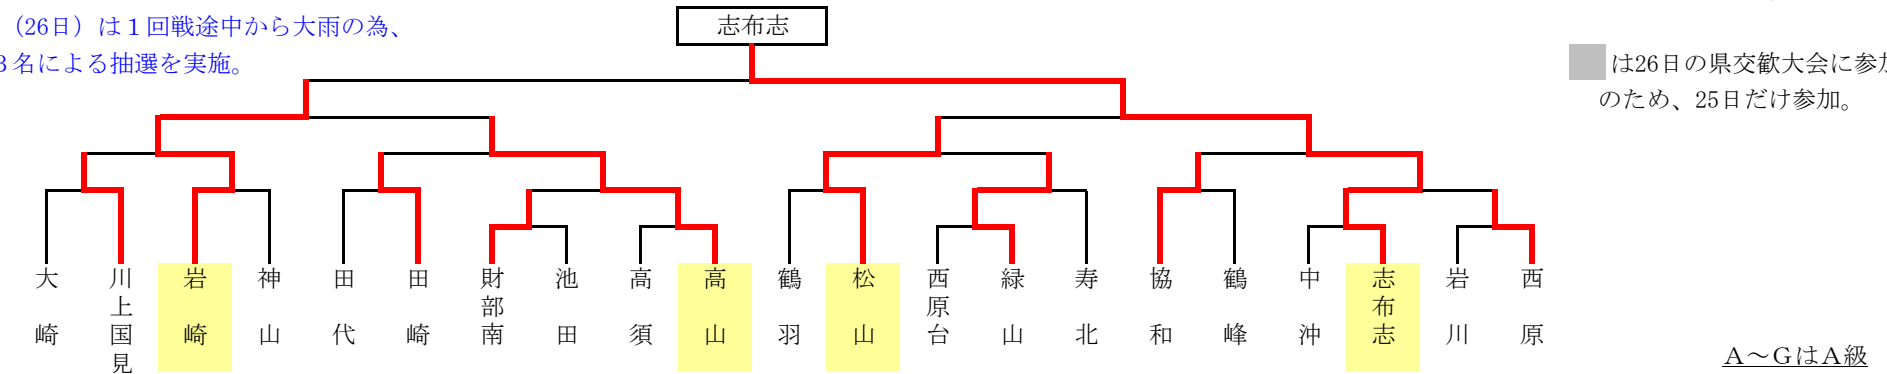 （26日）は１回戦途中から大雨の為、
３名による抽選を実施。
志布志
は26日の県交歓大会に参加
のため、25日だけ参加。
大崎
川上国見
岩崎
神山
田代
田崎
財部南
池田
高須
高山
鶴羽
松山
西原台
緑山
寿北
協和
鶴峰
中沖
志布志
岩川
西原
Ａ～ＧはＡ級